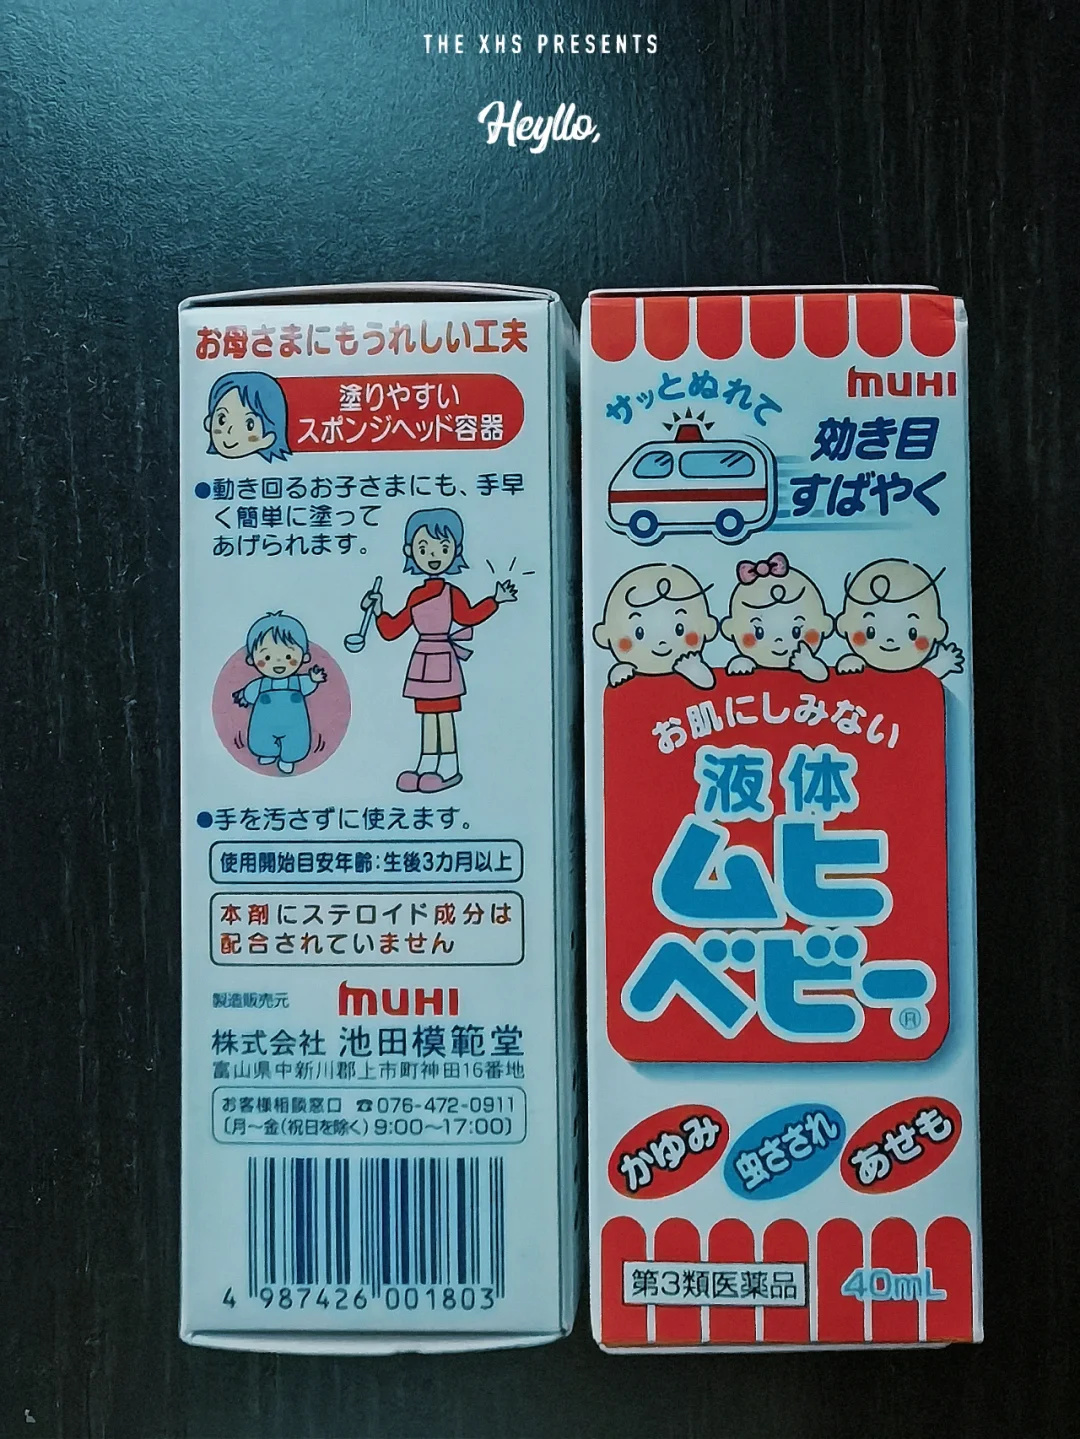 THE XHS PRESENTS
Heyllo,
お母さまにもうれしい工夫
塗りやすい
スポンジヘッド容器
●動き回るお子さまにも、手早
く簡単に塗って
あげられます。
●手を汚さずに使えます。
使用開始目安年齢:生後3カ月以上
本剤にステロイド成分は
配合されていません
製造販売元 MUHI
株式会社 池田模範堂
富山県中新川郡上市町神田16番地
お客様相談窓口 ☎076-472-0911
〔月〜金(祝日を除く)9:00〜17:00〕
4 987426 001803
MUHI
サッとぬれて
効き目
すばやく
お肌にしみない
液体
ムヒ
ベビー®
かゆみ
虫さされ
あせも
第3類医薬品
40mL